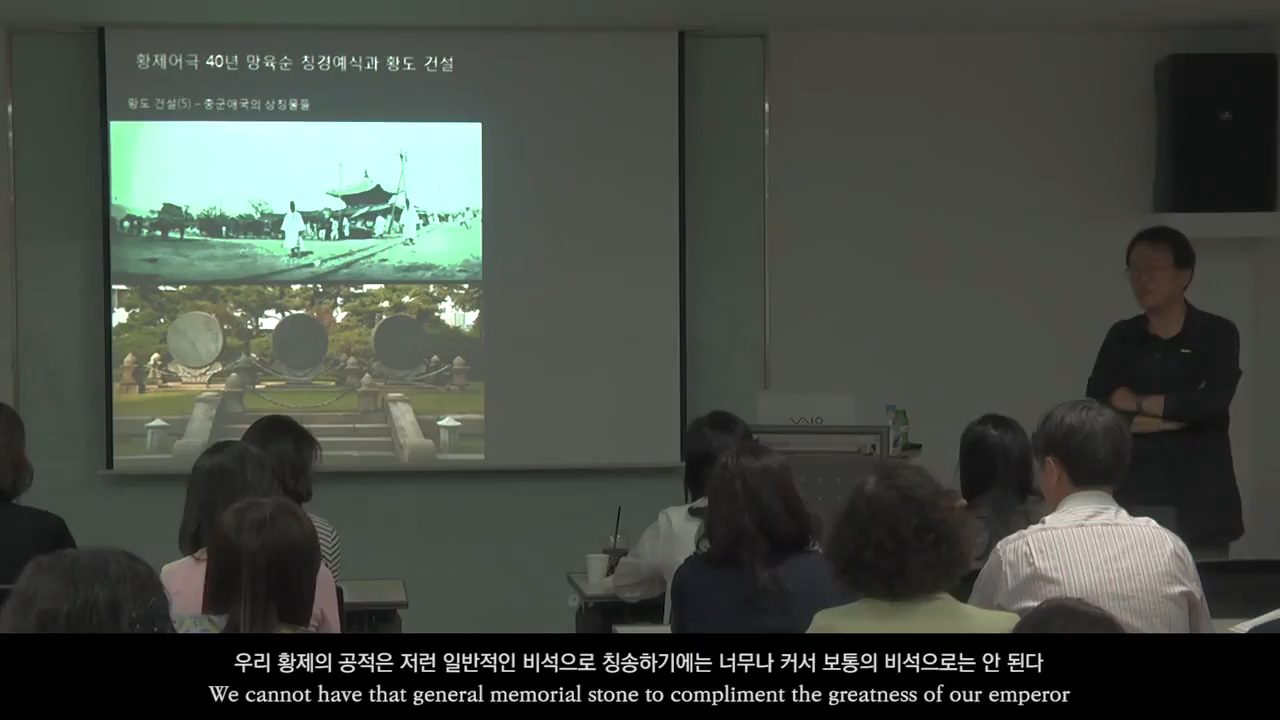 황제어극 40년 망육순 칭경예식과 황도 건설
황도 건설(5) – 충군애국의 상징물들
VAIO
우리 황제의 공적은 저런 일반적인 비석으로 칭송하기에는 너무나 커서 보통의 비석으로는 안 된다
We cannot have that general memorial stone to compliment the greatness of our emperor